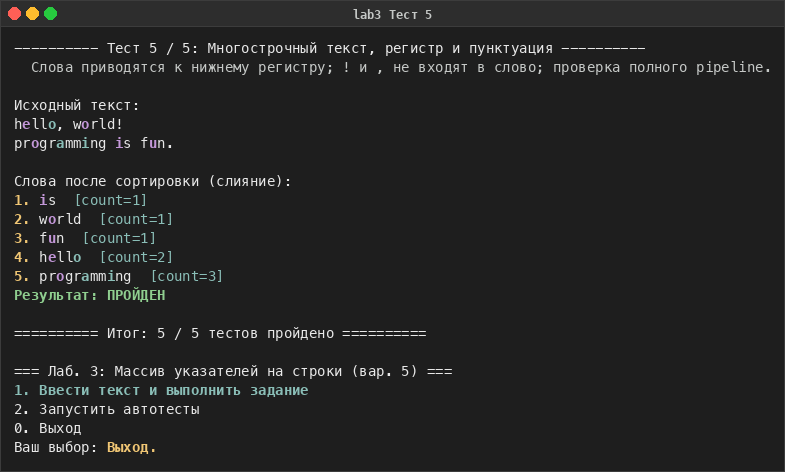 lab3 Тест 5
—————————— Тест 5 / 5: Многострочный текст, регистр и пунктуация ——————————
Слова приводятся к нижнему регистру; ! и , не входят в слово; проверка полного pipeline.
Исходный текст:
hello, world!
programming is fun.
Слова после сортировки (слияние):
1. is [count=1]
2. world [count=1]
3. fun [count=1]
4. hello [count=2]
5. programming [count=3]
Результат: ПРОЙДЕН
========== Итог: 5 / 5 тестов пройдено ==========
=== Лаб. 3: Массив указателей на строки (вар. 5) ===
1. Ввести текст и выполнить задание
2. Запустить автотесты
0. Выход
Ваш выбор: Выход.